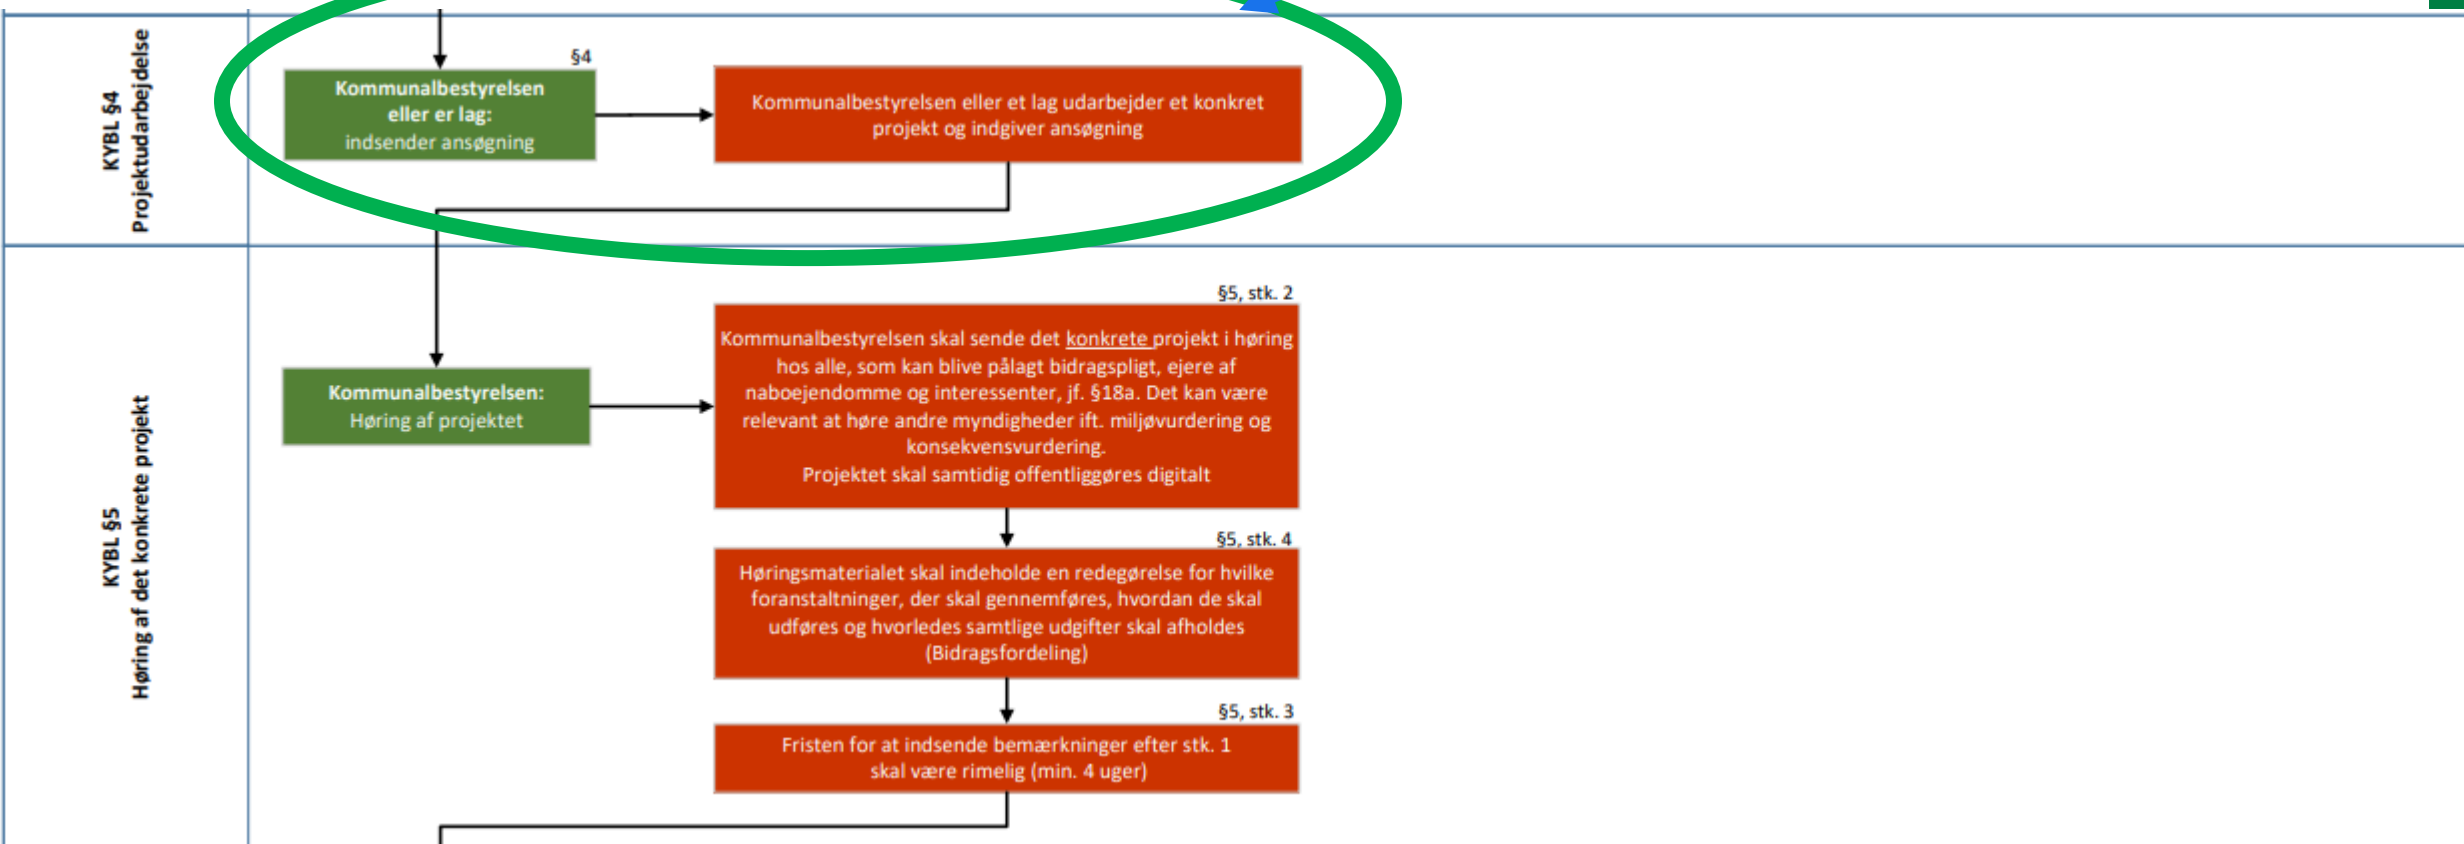 KYBL §4
Projektudarbejdelse
§4
Kommunalbestyrelsen
eller er lag:
indsender ansøgning
Kommunalbestyrelsen eller et lag udarbejder et konkret
projekt og indgiver ansøgning
KYBL §5
Høring af det konkrete projekt
Kommunalbestyrelsen:
Høring af projektet
§5, stk. 2
Kommunalbestyrelsen skal sende det konkrete projekt i høring
hos alle, som kan blive pålagt bidragspligt, ejere af
naboejendomme og interessenter, jf. §18a. Det kan være
relevant at høre andre myndigheder ift. miljøvurdering og
konsekvensvurdering.
Projektet skal samtidig offentliggøres digitalt
§5, stk. 4
Høringsmaterialet skal indeholde en redegørelse for hvilke
foranstaltninger, der skal gennemføres, hvordan de skal
udføres og hvorledes samtlige udgifter skal afholdes
(Bidragsfordeling)
§5, stk. 3
Fristen for at indsende bemærkninger efter stk. 1
skal være rimelig (min. 4 uger)